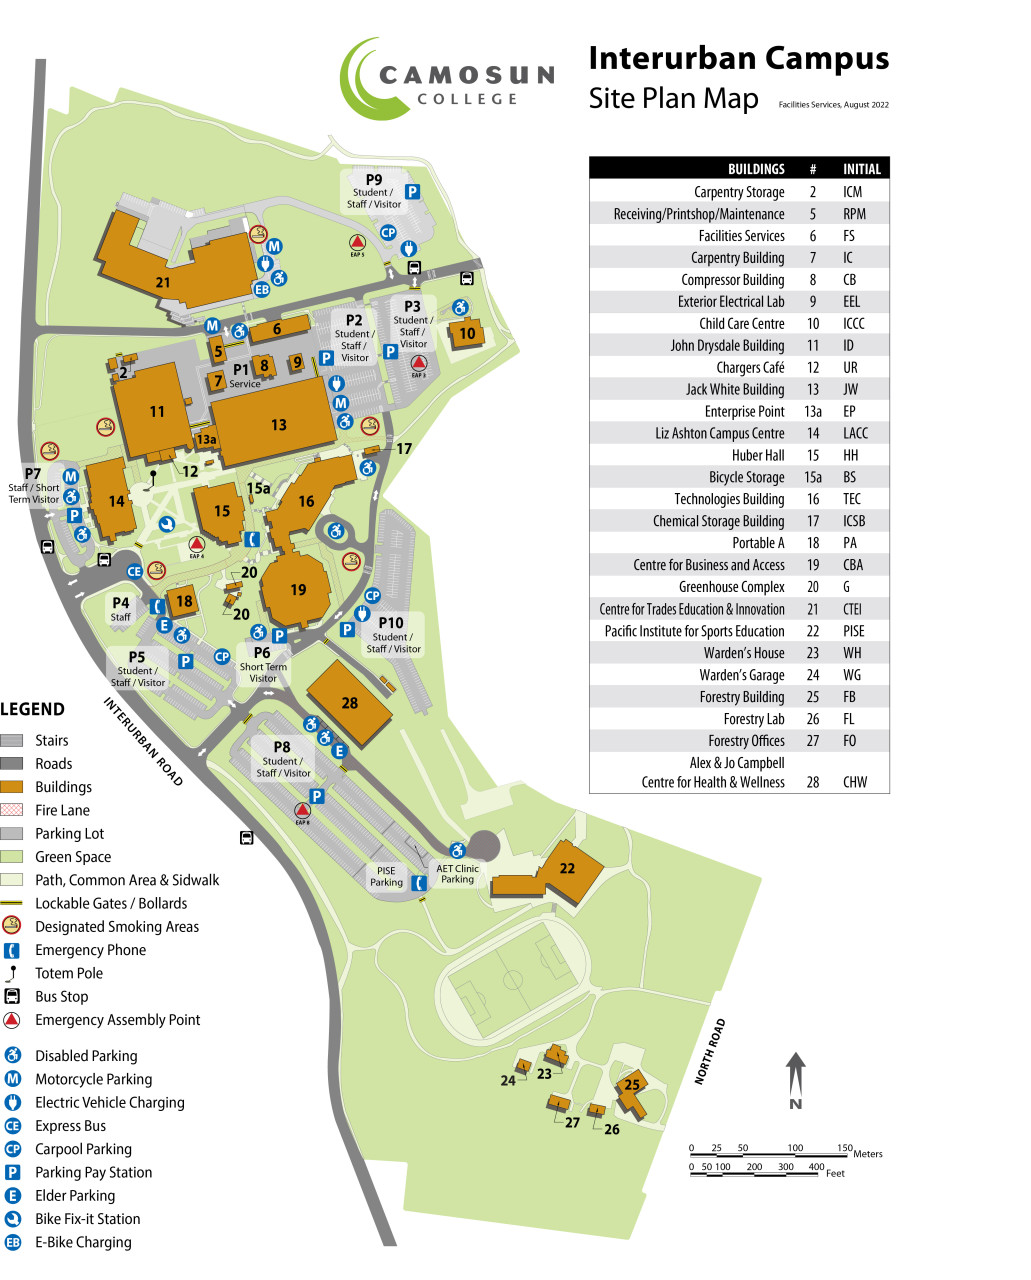 CAMOSUN
COLLEGE
Interurban Campus
Site Plan Map
Facilities Services, August 2022
BUILDINGS # INITIAL
Carpentry Storage 2 ICM
Receiving/Printshop/Maintenance 5 RPM
Facilities Services 6 FS
Carpentry Building 7 IC
Compressor Building 8 CB
Exterior Electrical Lab 9 EEL
Child Care Centre 10 ICCC
John Drysdale Building 11 ID
Chargers Café 12 UR
Jack White Building 13 JW
Enterprise Point 13a EP
Liz Ashton Campus Centre 14 LACC
Huber Hall 15 HH
Bicycle Storage 15a BS
Technologies Building 16 TEC
Chemical Storage Building 17 ICSB
Portable A 18 PA
Centre for Business and Access 19 CBA
Greenhouse Complex 20 G
Centre for Trades Education & Innovation 21 CTEI
Pacific Institute for Sports Education 22 PISE
Warden's House 23 WH
Warden's Garage 24 WG
Forestry Building 25 FB
Forestry Lab 26 FL
Forestry Offices 27 FO
Alex & Jo Campbell
Centre for Health & Wellness 28 CHW
P9
Student /
Staff / Visitor
P
CP
EAP 5
M
21
EB
P3
Student /
Staff /
Visitor
P
EAP 3
10
P2
Student /
Staff /
Visitor
P
M
6
5
P1
Service
8
9
7
2
11
13
13a
M
17
12
P7
Staff / Short
Term Visitor
M
P
14
15a
15
16
EAP 4
CE
20
20
19
18
P4
Staff
E
P5
Student /
Staff / Visitor
P
CP
P6
Short Term
Visitor
P
P
CP
P10
Student /
Staff / Visitor
28
E
P8
Student /
Staff / Visitor
P
EAP 8
PISE
Parking
AET Clinic
Parking
22
INTERURBAN ROAD
NORTH ROAD
24
23
25
27
26
N
0 25 50 100 150 Meters
0 50 100 200 300 400 Feet
LEGEND
Stairs
Roads
Buildings
Fire Lane
Parking Lot
Green Space
Path, Common Area & Sidwalk
Lockable Gates / Bollards
Designated Smoking Areas
Emergency Phone
Totem Pole
Bus Stop
Emergency Assembly Point
Disabled Parking
M Motorcycle Parking
Electric Vehicle Charging
CE Express Bus
CP Carpool Parking
P Parking Pay Station
E Elder Parking
Bike Fix-it Station
EB E-Bike Charging